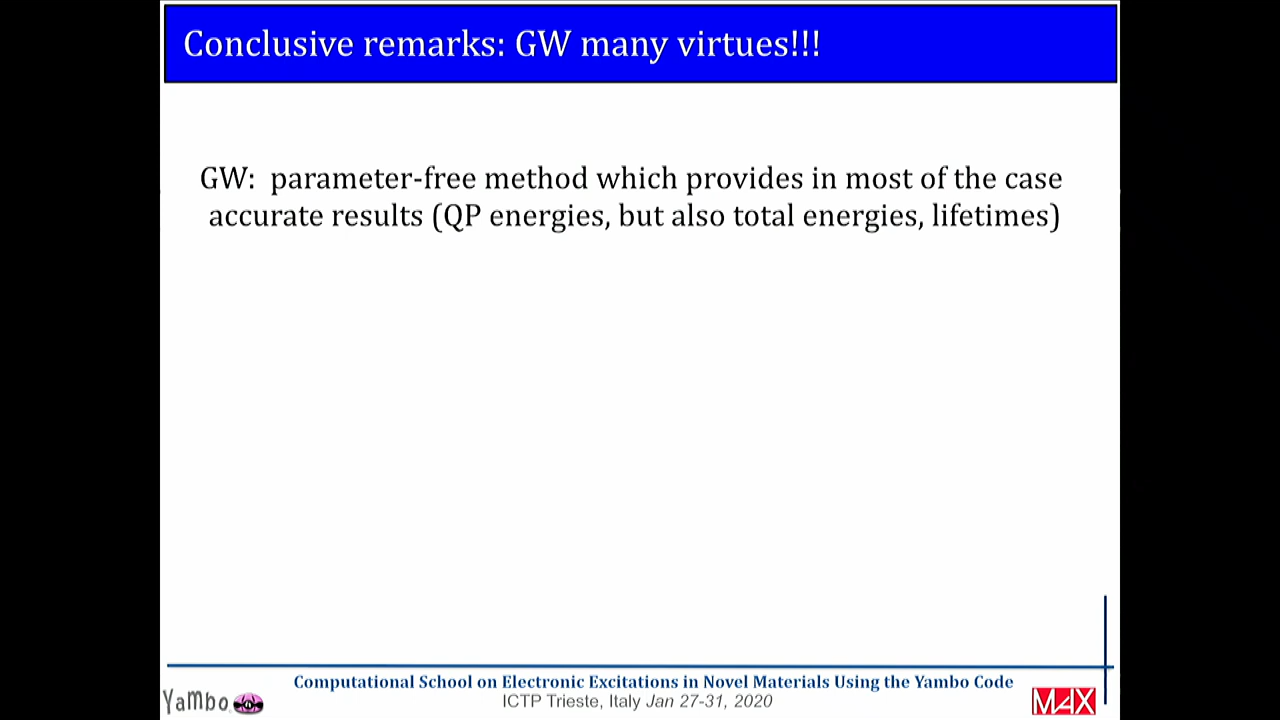 Conclusive remarks: GW many virtues!!!
GW:  parameter-free method which provides in most of the case
accurate results (QP energies, but also total energies, lifetimes)
Computational School on Electronic Excitations in Novel Materials Using the Yambo Code
ICTP Trieste, Italy Jan 27-31, 2020
Yambo
MAX